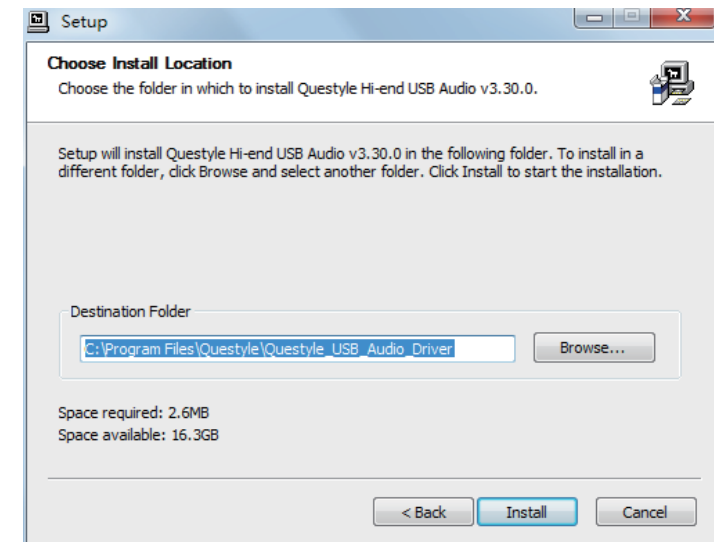 Setup
Choose Install Location
Choose the folder in which to install Questyle Hi-end USB Audio v3.30.0.
Setup will install Questyle Hi-end USB Audio v3.30.0 in the following folder. To install in a
different folder, click Browse and select another folder. Click Install to start the installation.
Destination Folder
C:\Program Files\Questyle\Questyle_USB_Audio_Driver
Browse...
Space required: 2.6MB
Space available: 16.3GB
< Back
Install
Cancel